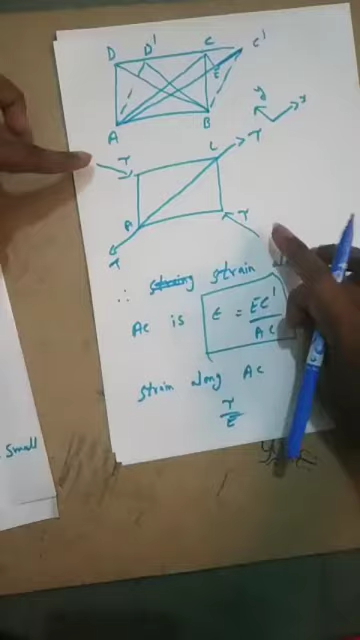 D D' C C'
E
A B
y x
τ C τ
A τ
τ
∴ strain
AC is ε = EC' / AC
strain along AC
τ / E
small